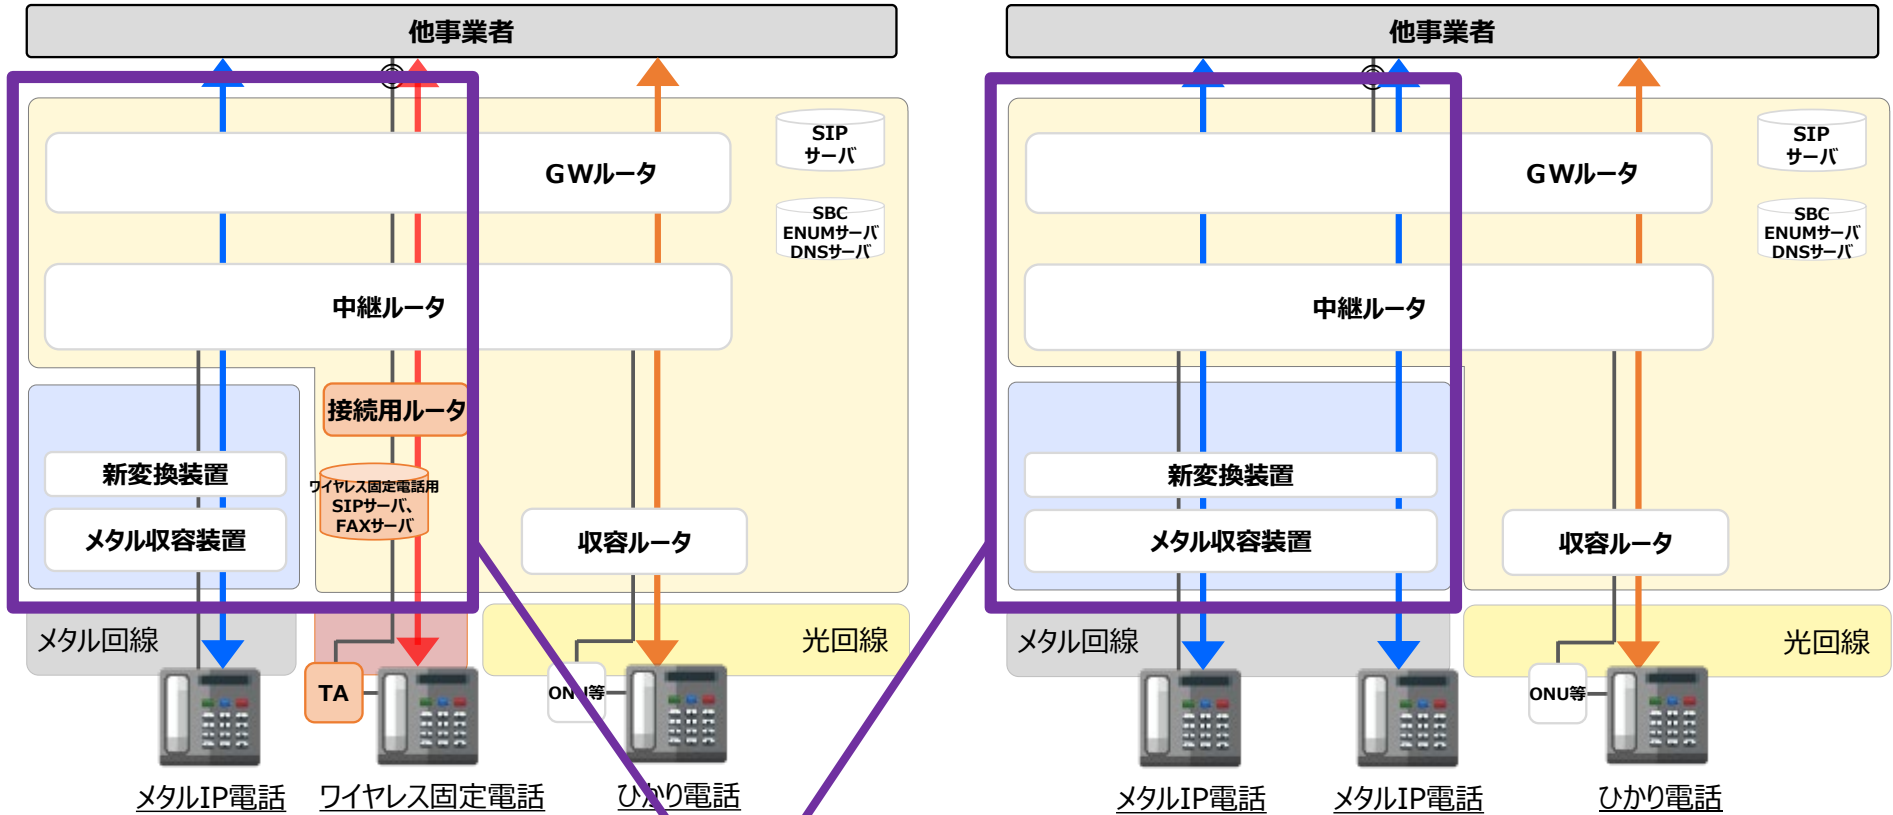 他事業者
SIP
サーバ
GWルータ
SBC
ENUMサーバ
DNSサーバ
中継ルータ
接続用ルータ
新変換装置
ワイヤレス固定電話用
SIPサーバ、
FAXサーバ
メタル収容装置
収容ルータ
メタル回線
光回線
TA
ONU等
メタルIP電話
ワイヤレス固定電話
ひかり電話
他事業者
SIP
サーバ
GWルータ
SBC
ENUMサーバ
DNSサーバ
中継ルータ
新変換装置
メタル収容装置
収容ルータ
メタル回線
光回線
ONU等
メタルIP電話
メタルIP電話
ひかり電話